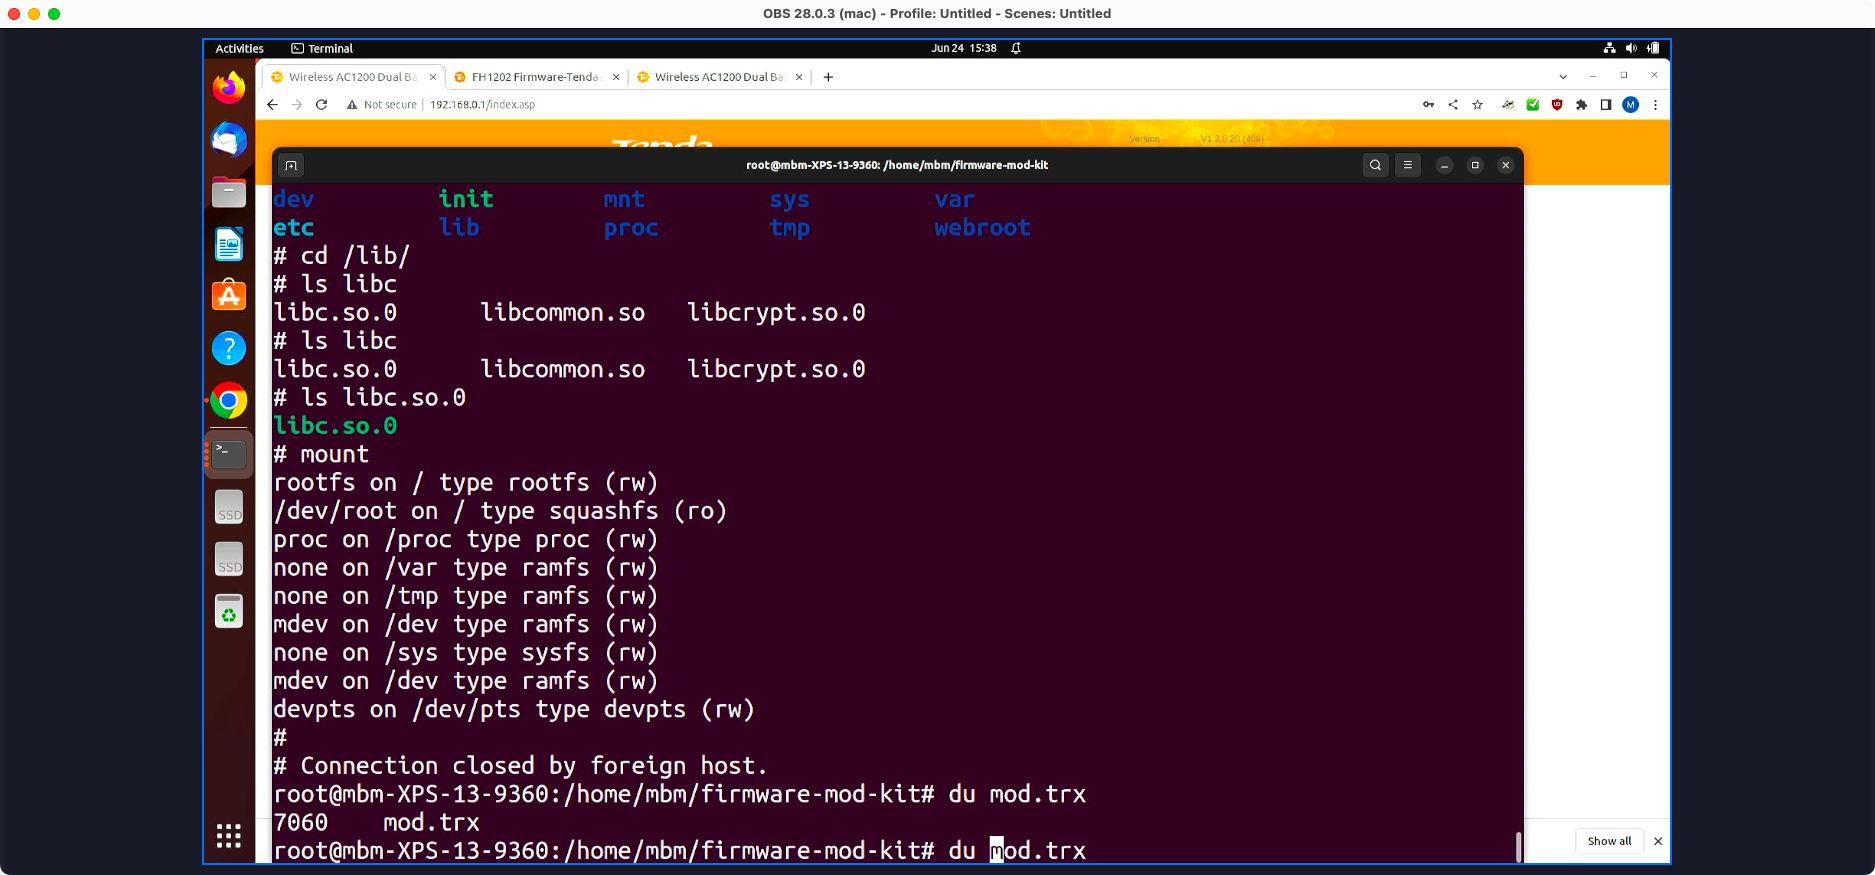 OBS 28.0.3 (mac) - Profile: Untitled - Scenes: Untitled
Activities Terminal Jun 24 15:38
Wireless AC1200 Dual Ba FH1202 Firmware-Tenda- Wireless AC1200 Dual Ba
Not secure 192.168.0.1/index.asp M
Tenda Version V1.2.0.20 (408)
root@mbm-XPS-13-9360: /home/mbm/firmware-mod-kit
dev init mnt sys var
etc lib proc tmp webroot
# cd /lib/
# ls libc
libc.so.0 libcommon.so libcrypt.so.0
# ls libc
libc.so.0 libcommon.so libcrypt.so.0
# ls libc.so.0
libc.so.0
# mount
rootfs on / type rootfs (rw)
/dev/root on / type squashfs (ro)
proc on /proc type proc (rw)
none on /var type ramfs (rw)
none on /tmp type ramfs (rw)
mdev on /dev type ramfs (rw)
none on /sys type sysfs (rw)
mdev on /dev type ramfs (rw)
devpts on /dev/pts type devpts (rw)
#
# Connection closed by foreign host.
root@mbm-XPS-13-9360:/home/mbm/firmware-mod-kit# du mod.trx
7060 mod.trx
root@mbm-XPS-13-9360:/home/mbm/firmware-mod-kit# du mod.trx
SSD
SSD
Show all